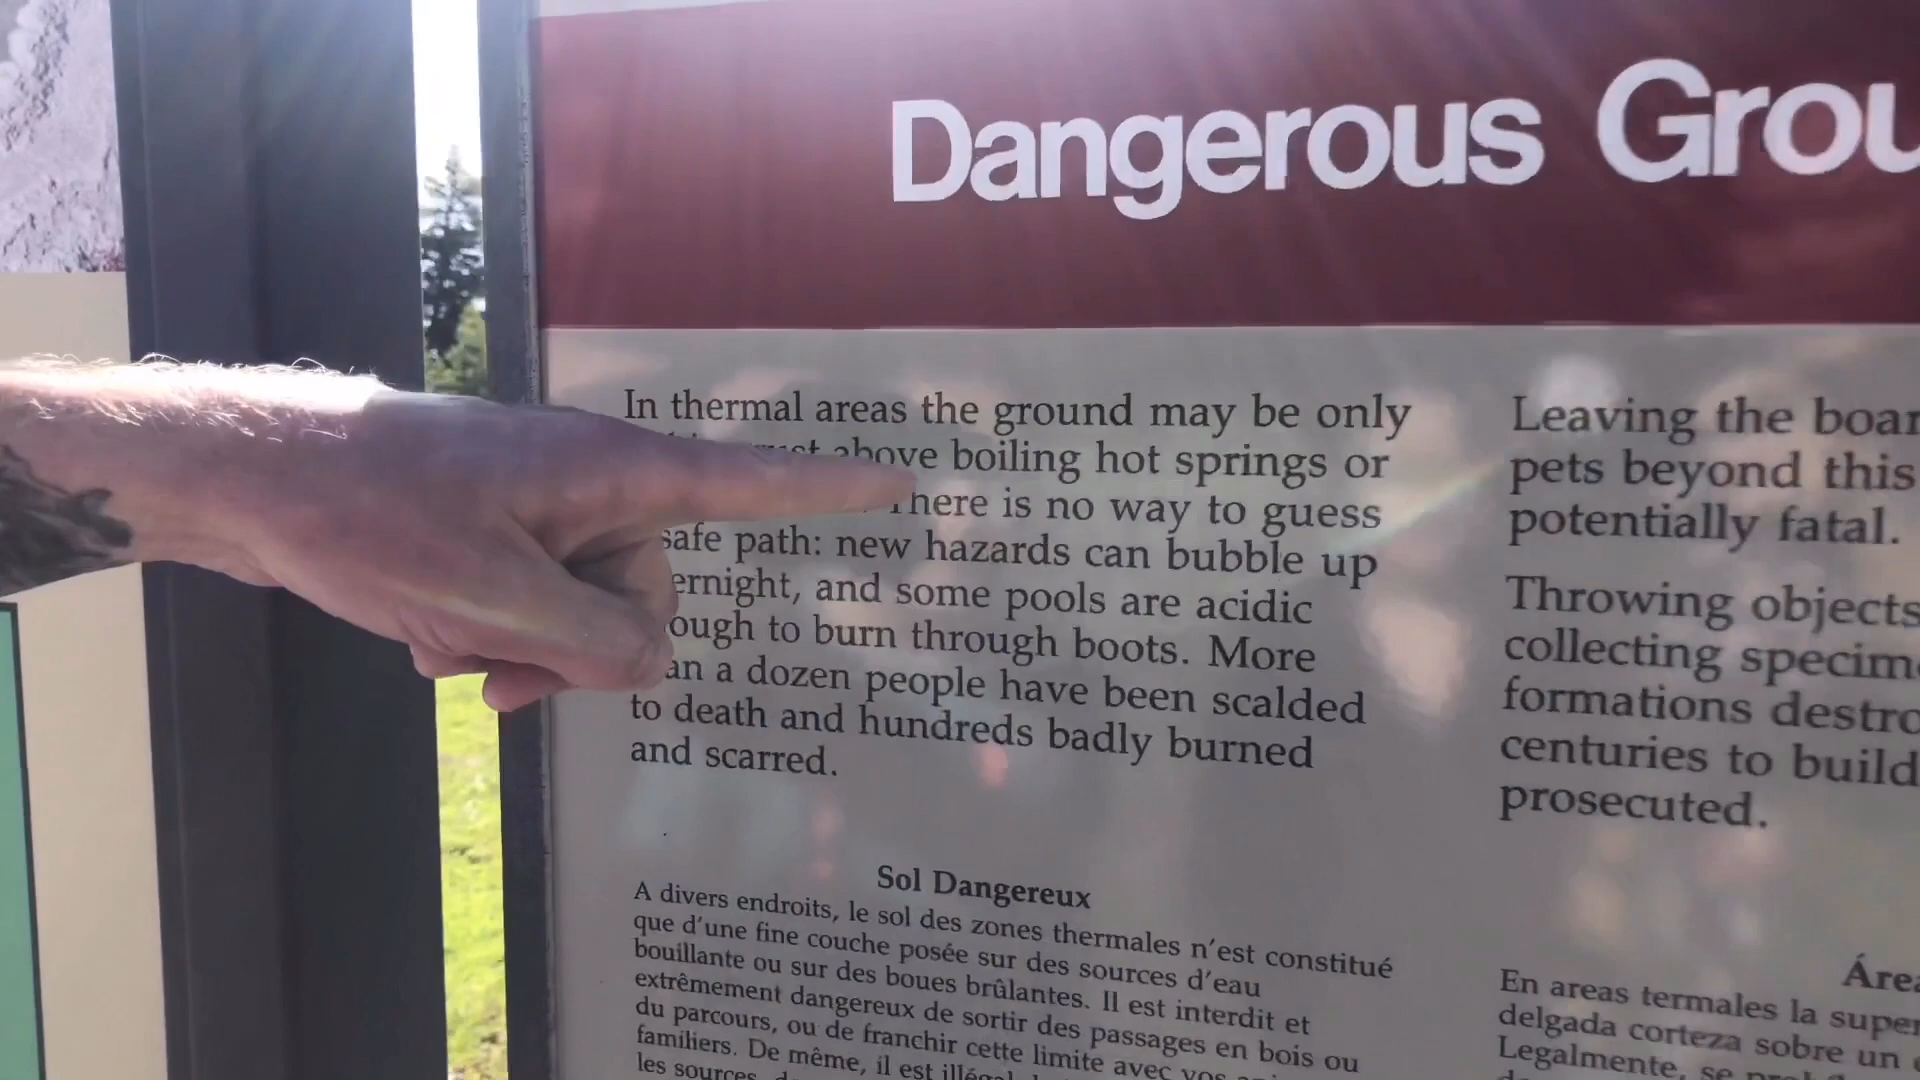 Dangerous Grou
In thermal areas the ground may be only
above boiling hot springs or
There is no way to guess
safe path: new hazards can bubble up
ernight, and some pools are acidic
ough to burn through boots. More
an a dozen people have been scalded
to death and hundreds badly burned
and scarred.
Leaving the boar
pets beyond this
potentially fatal.
Throwing objects
collecting specim
formations destro
centuries to build
prosecuted.
Sol Dangereux
A divers endroits, le sol des zones thermales n'est constitué
que d'une fine couche posée sur des sources d'eau
bouillante ou sur des boues brûlantes. Il est interdit et
extrêmement dangereux de sortir des passages en bois ou
du parcours, ou de franchir cette limite avec vos
familiers. De même, il est illég
les sources, d
Área
En areas termales la super
delgada corteza sobre un
Legalmente, se